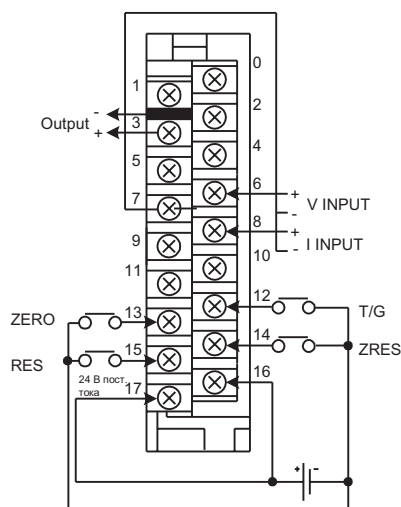 0
1
2
-
Output
+
3
4
5
6
+
V INPUT
-
7
8
+
I INPUT
-
9
10
11
12
T/G
ZERO
13
14
ZRES
RES
15
24 В пост.
тока
16
17
+
-